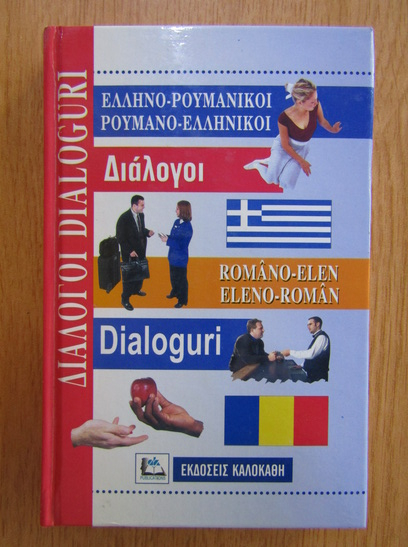 ΔΙΑΛΟΓΟΙ DIALOGURI
ΕΛΛΗΝΟ-ΡΟΥΜΑΝΙΚΟΙ
ΡΟΥΜΑΝΟ-ΕΛΛΗΝΙΚΟΙ
Διάλογοι
ROMÂNO-ELEN
ELENO-ROMÂN
Dialoguri
ΕΚΔΟΣΕΙΣ ΚΑΛΟΚΑΘΗ